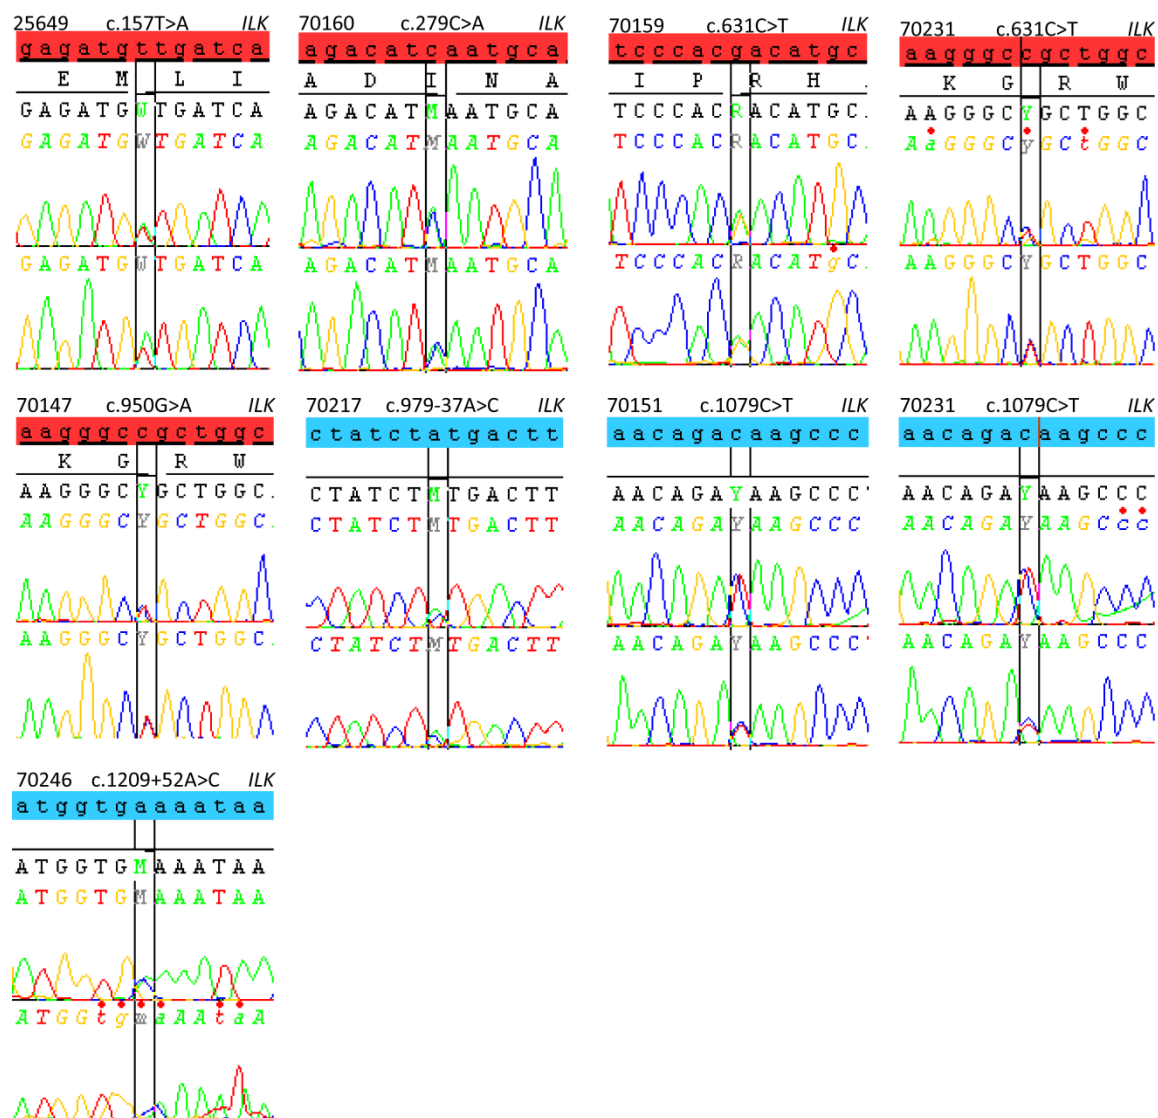 25649 c.157T>A ILK
gagatgttgatca
E M L I
GAGATGWTGATCA
GAGATGWTGATCA
GAGATGWTGATCA
70160 c.279C>A ILK
agacatcaatgca
A D I N A
AGACATMAATGCA
AGACATMAATGCA
AGACATMAATGCA
70159 c.631C>T ILK
tcccacgacatgc
I P R H
TCCCACRACATGC.
TCCCACRACATGC
TCCCACRACATgC.
70231 c.631C>T ILK
aagggccgctggc
K G R W
AAGGGCYGCTGGC
AaGGGCYGCtGGC
AAGGGCYGCTGGC
70147 c.950G>A ILK
aagggccgctggc
K G R W
AAGGGCYGCTGGC.
AAGGGCYGCTGGC.
AAGGGCYGCTGGC.
70217 c.979-37A>C ILK
ctatctatgactt
CTATCTMTGACTT
CTATCTMTGACTT
CTATCTMTGACTT
70151 c.1079C>T ILK
aacagacaagccc
AACAGAYAAGCCC'
AACAGAYAAGCCC
AACAGAYAAGCCC'
70231 c.1079C>T ILK
aacagacaagccc
AACAGAYAAGCCC
AACAGAYAAGCcc
AACAGAYAAGCCC
70246 c.1209+52A>C ILK
atggtgaaaataa
ATGGTGMAAATAA
ATGGTGMAAATAA
ATGGtgmaAAtaA